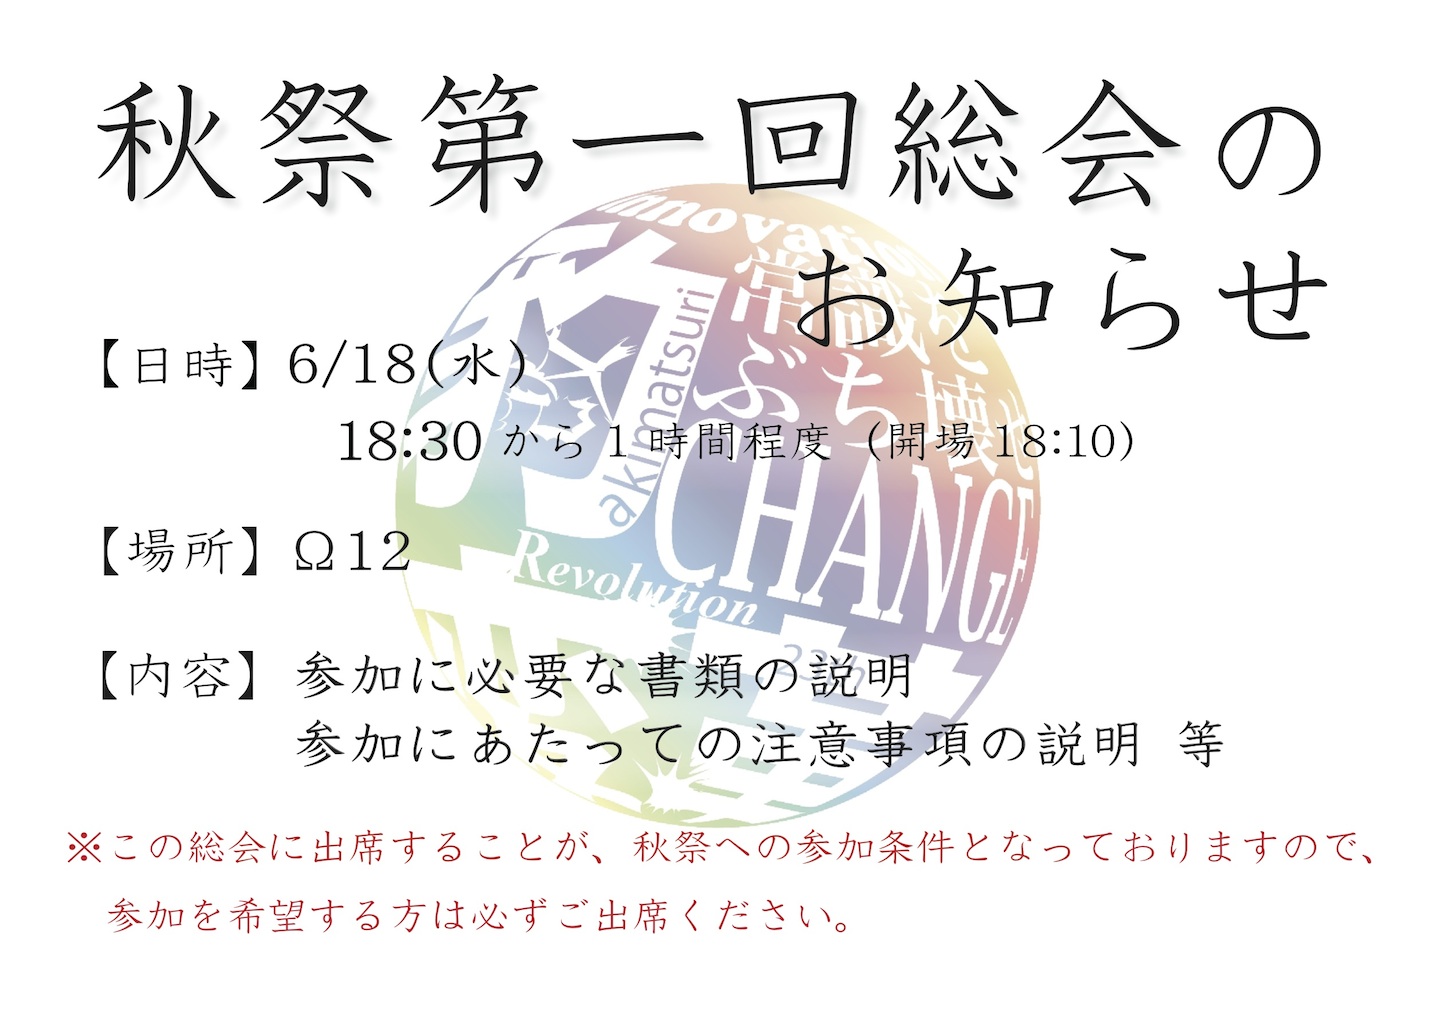 秋祭第一回総会の
お知らせ
【日時】6/18(水)
18:30 から 1 時間程度 (開場 18:10)
【場所】Ω12
【内容】 参加に必要な書類の説明
参加にあたっての注意事項の説明 等
※この総会に出席することが、秋祭への参加条件となっておりますので、
参加を希望する方は必ずご出席ください。
Innovation
常識を
ぶち壊せ
akimatsuri
CHANGE
Revolution